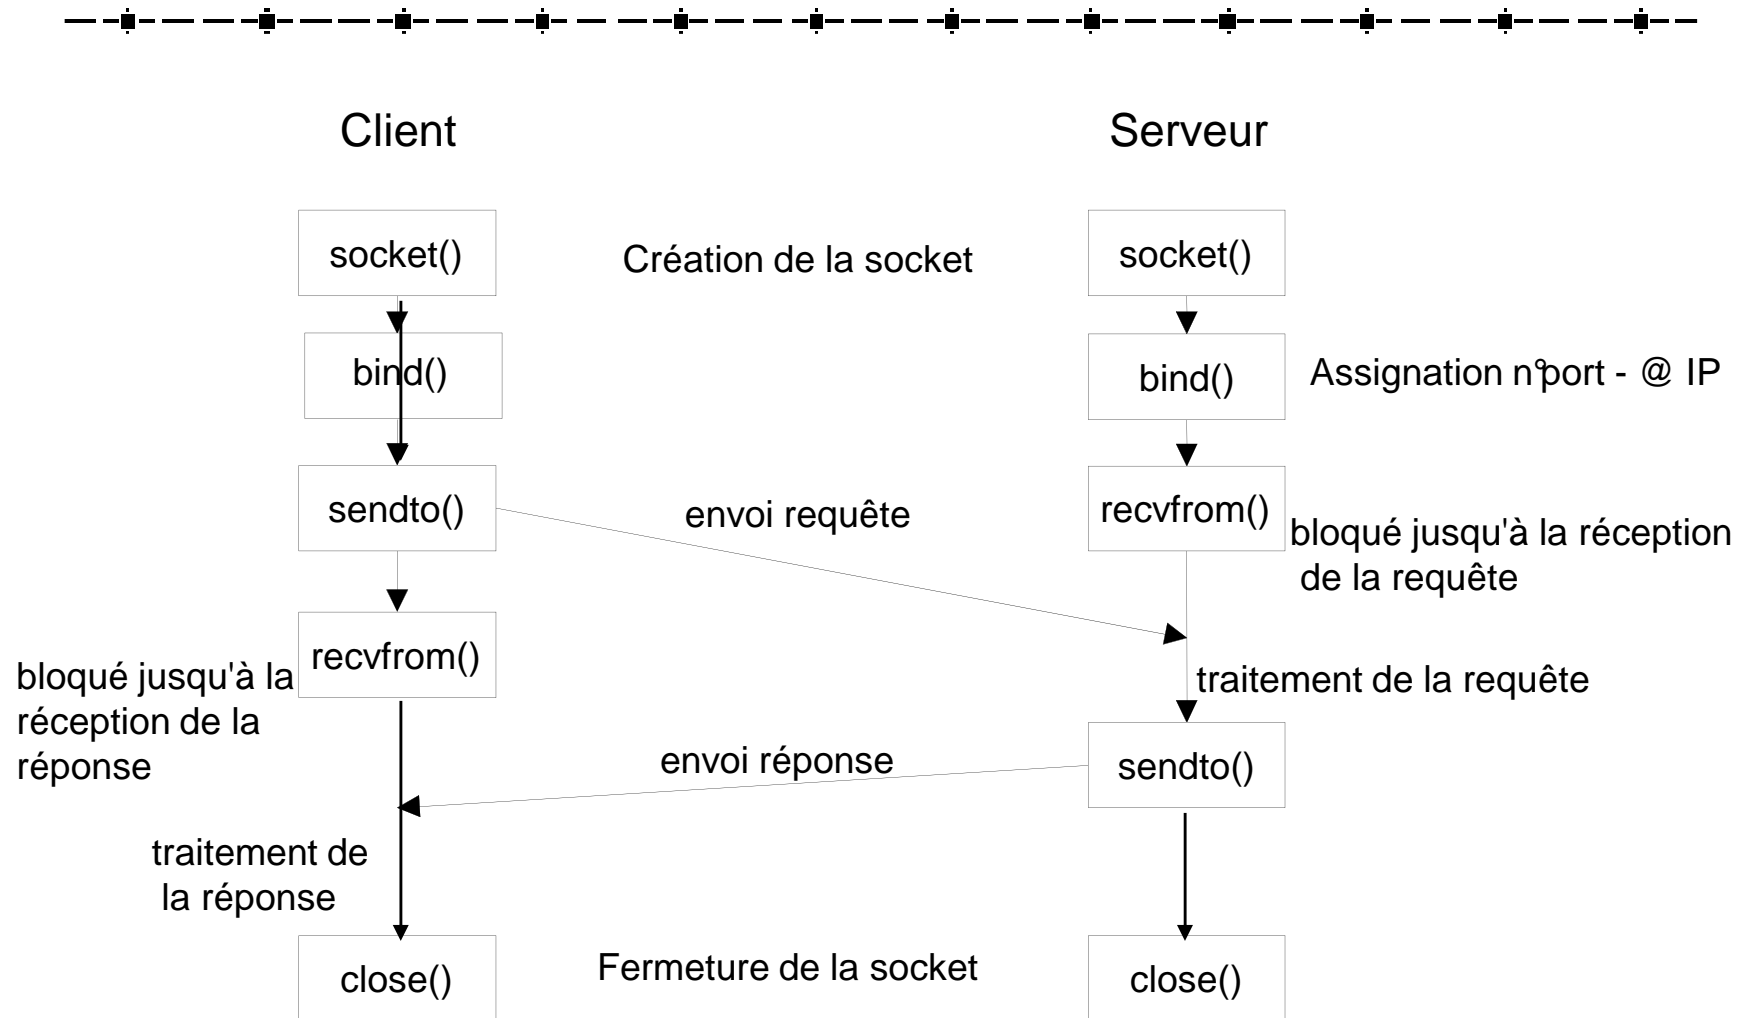 Client
Serveur
socket()
Création de la socket
socket()
bind()
bind()
Assignation n°port - @ IP
sendto()
envoi requête
recvfrom()
bloqué jusqu'à la réception
de la requête
recvfrom()
bloqué jusqu'à la
réception de la
réponse
traitement de la requête
envoi réponse
sendto()
traitement de
la réponse
close()
Fermeture de la socket
close()